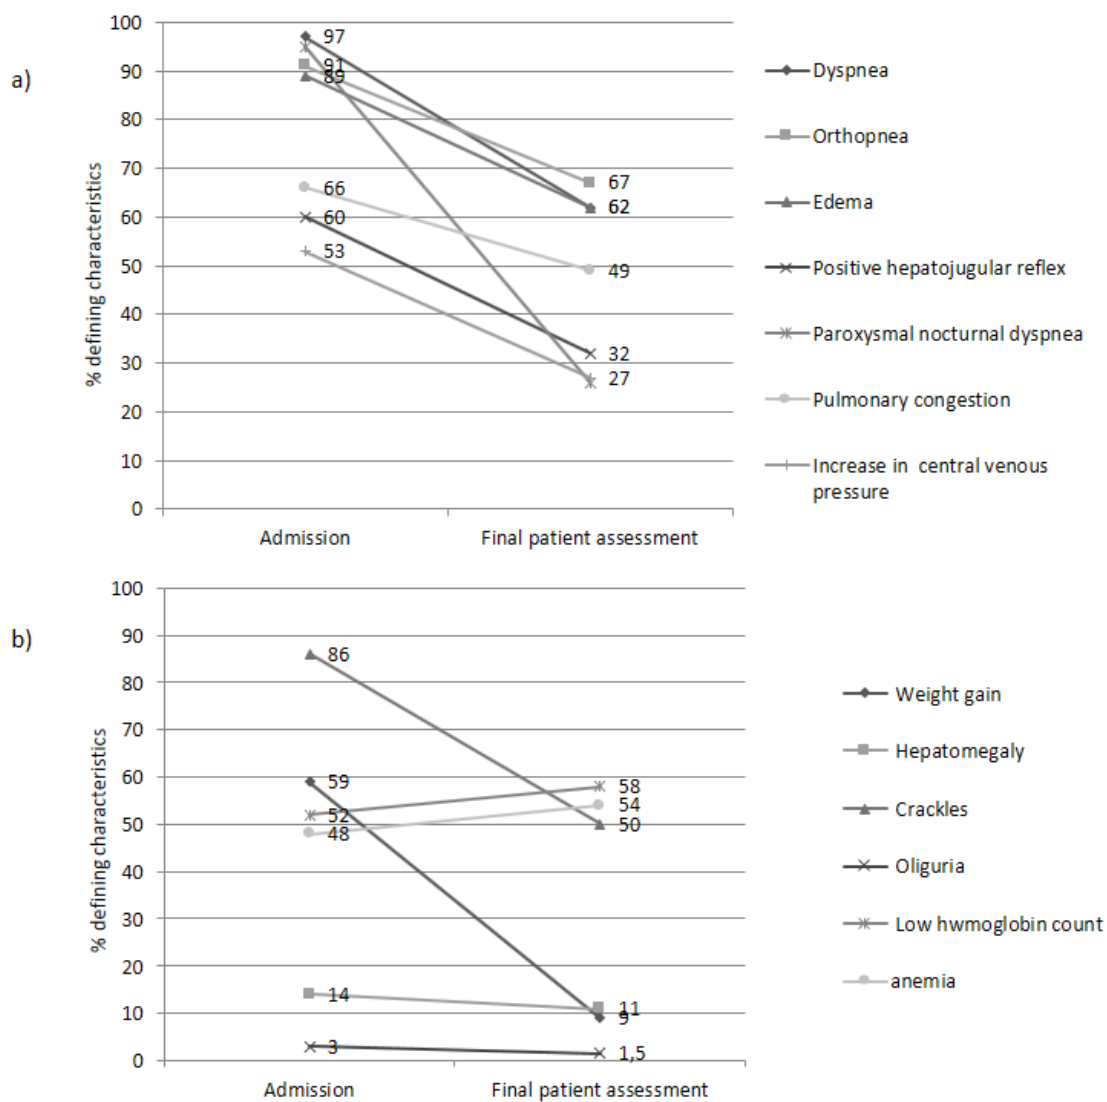 a)
% defining characteristics
100
90
80
70
60
50
40
30
20
10
0
97
91
89
66
60
53
67
62
49
32
27
Admission
Final patient assessment
Dyspnea
Orthopnea
Edema
Positive hepatojugular reflex
Paroxysmal nocturnal dyspnea
Pulmonary congestion
Increase in central venous
pressure
b)
% defining characteristics
100
90
80
70
60
50
40
30
20
10
0
86
59
52
48
14
3
58
54
50
11
9
1,5
Admission
Final patient assessment
Weight gain
Hepatomegaly
Crackles
Oliguria
Low hwmoglobin count
anemia